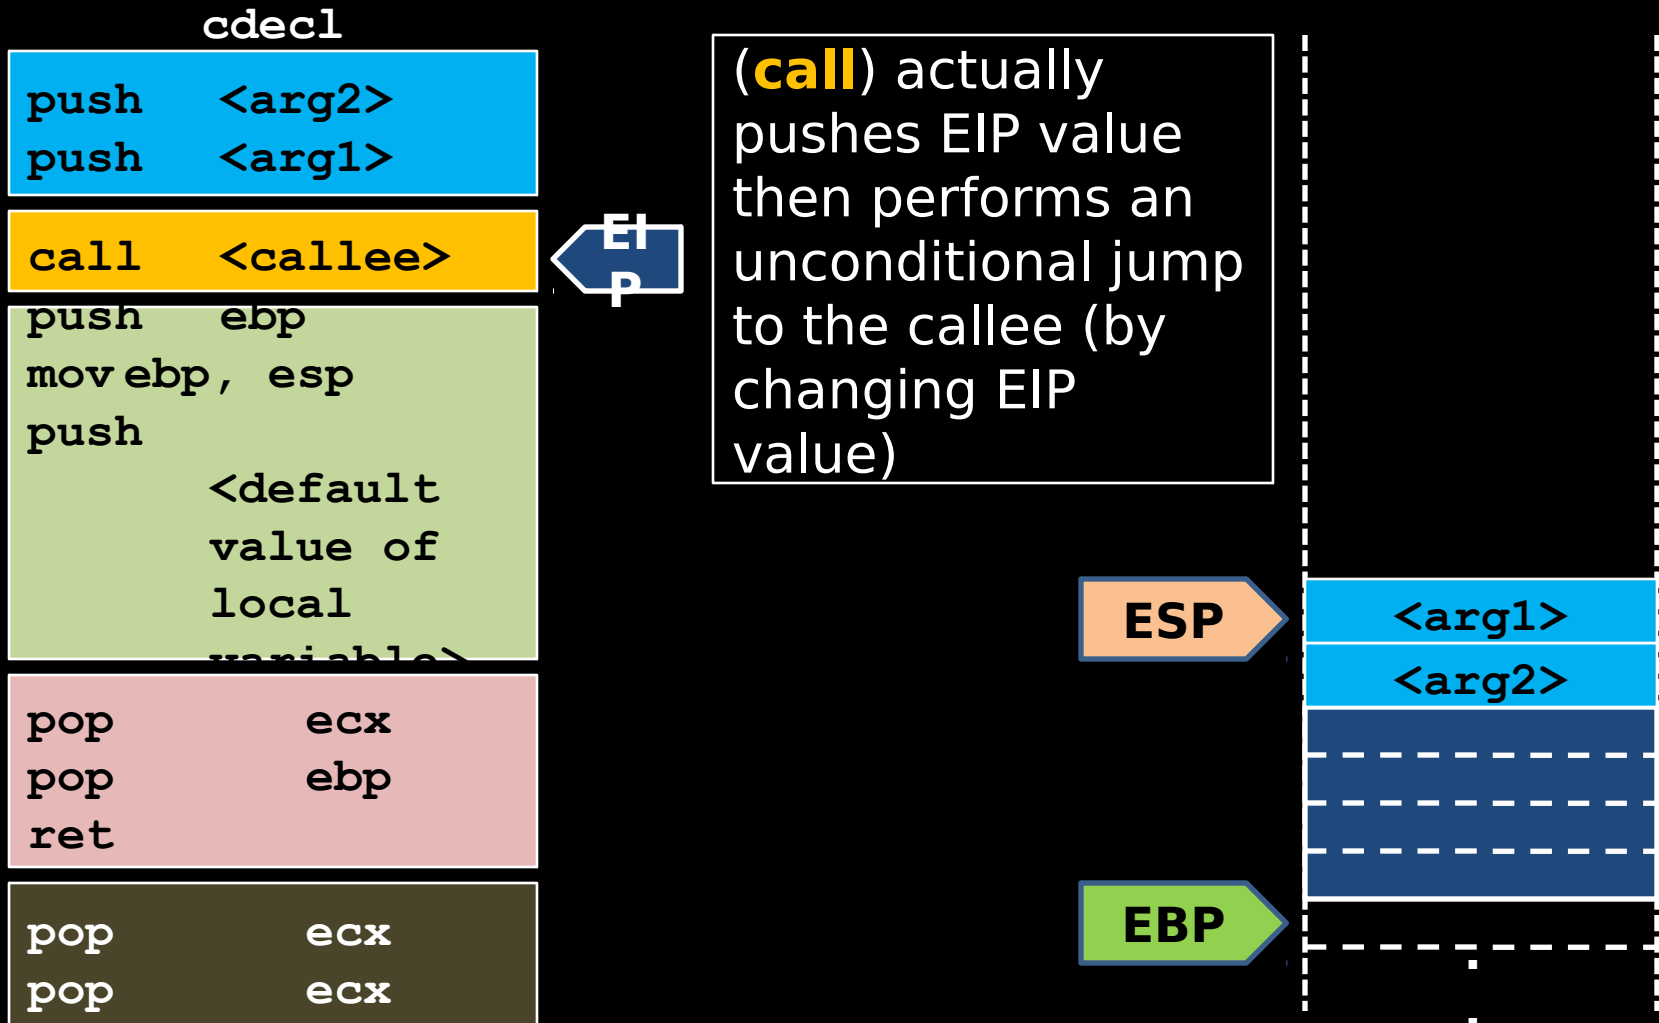 cdecl
push <arg2>
push <arg1>
call <callee>
EI
P
push ebp
mov ebp, esp
push
<default
value of
local
variable>
pop ecx
pop ebp
ret
pop ecx
pop ecx
(call) actually
pushes EIP value
then performs an
unconditional jump
to the callee (by
changing EIP
value)
ESP
<arg1>
<arg2>
EBP